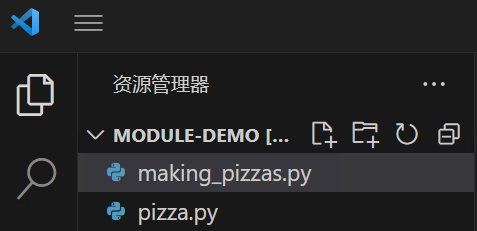 资源管理器
MODULE-DEMO [...
making_pizzas.py
pizza.py